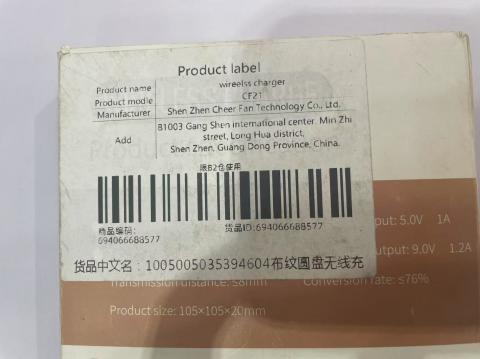 Product label
Product name wireelss charger
Product modle CF21
Manufacturer Shen Zhen Cheer Fan Technology Co., Ltd.
Add B1003 Gang Shen international center. Min Zhi
street, Long Hua district,
Shen Zhen, Guang Dong Province, China.
限B2仓使用
商品编码: 货品ID:694066688577
694066688577
货品中文名：1005005035394604布纹圆盘无线充
put: 5.0V 1A
utput: 9.0V 1.2A
Transmission distance: ≤8mm Conversion rate: ≤76%
Product size: 105×105×20mm